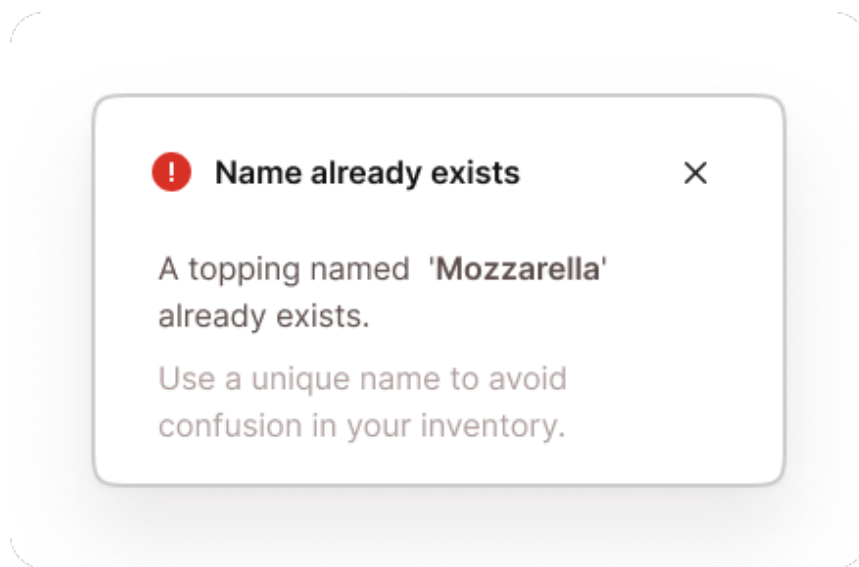 Name already exists
A topping named  'Mozzarella'
already exists.
Use a unique name to avoid
confusion in your inventory.